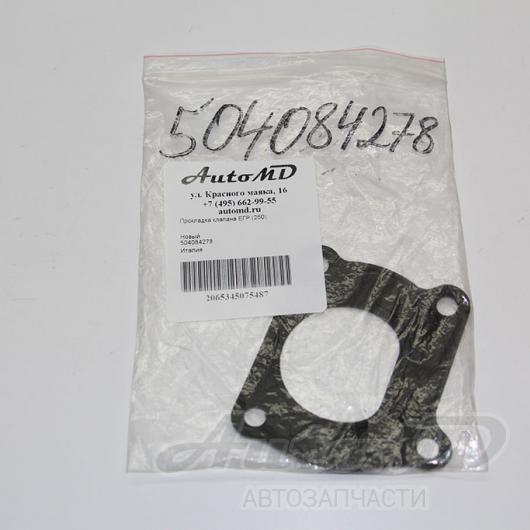 504084278
AutoMD
ул. Красного маяка, 16
+7 (495) 662-99-55
automd.ru
Прокладка клапана ЕГР (250)
Новый
504084278
Италия
2065345075487
AutoMD
АВТОЗАПЧАСТИ